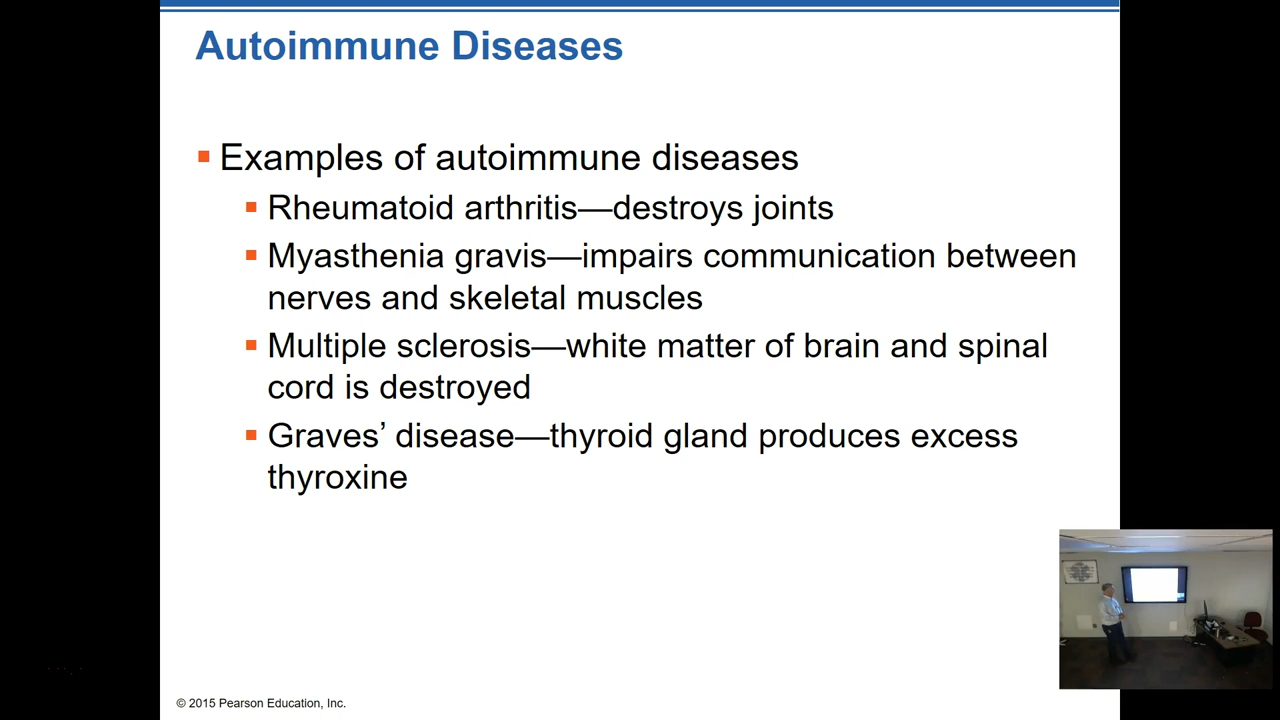 Autoimmune Diseases
Examples of autoimmune diseases
Rheumatoid arthritis—destroys joints
Myasthenia gravis—impairs communication between
nerves and skeletal muscles
Multiple sclerosis—white matter of brain and spinal
cord is destroyed
Graves’ disease—thyroid gland produces excess
thyroxine
© 2015 Pearson Education, Inc.